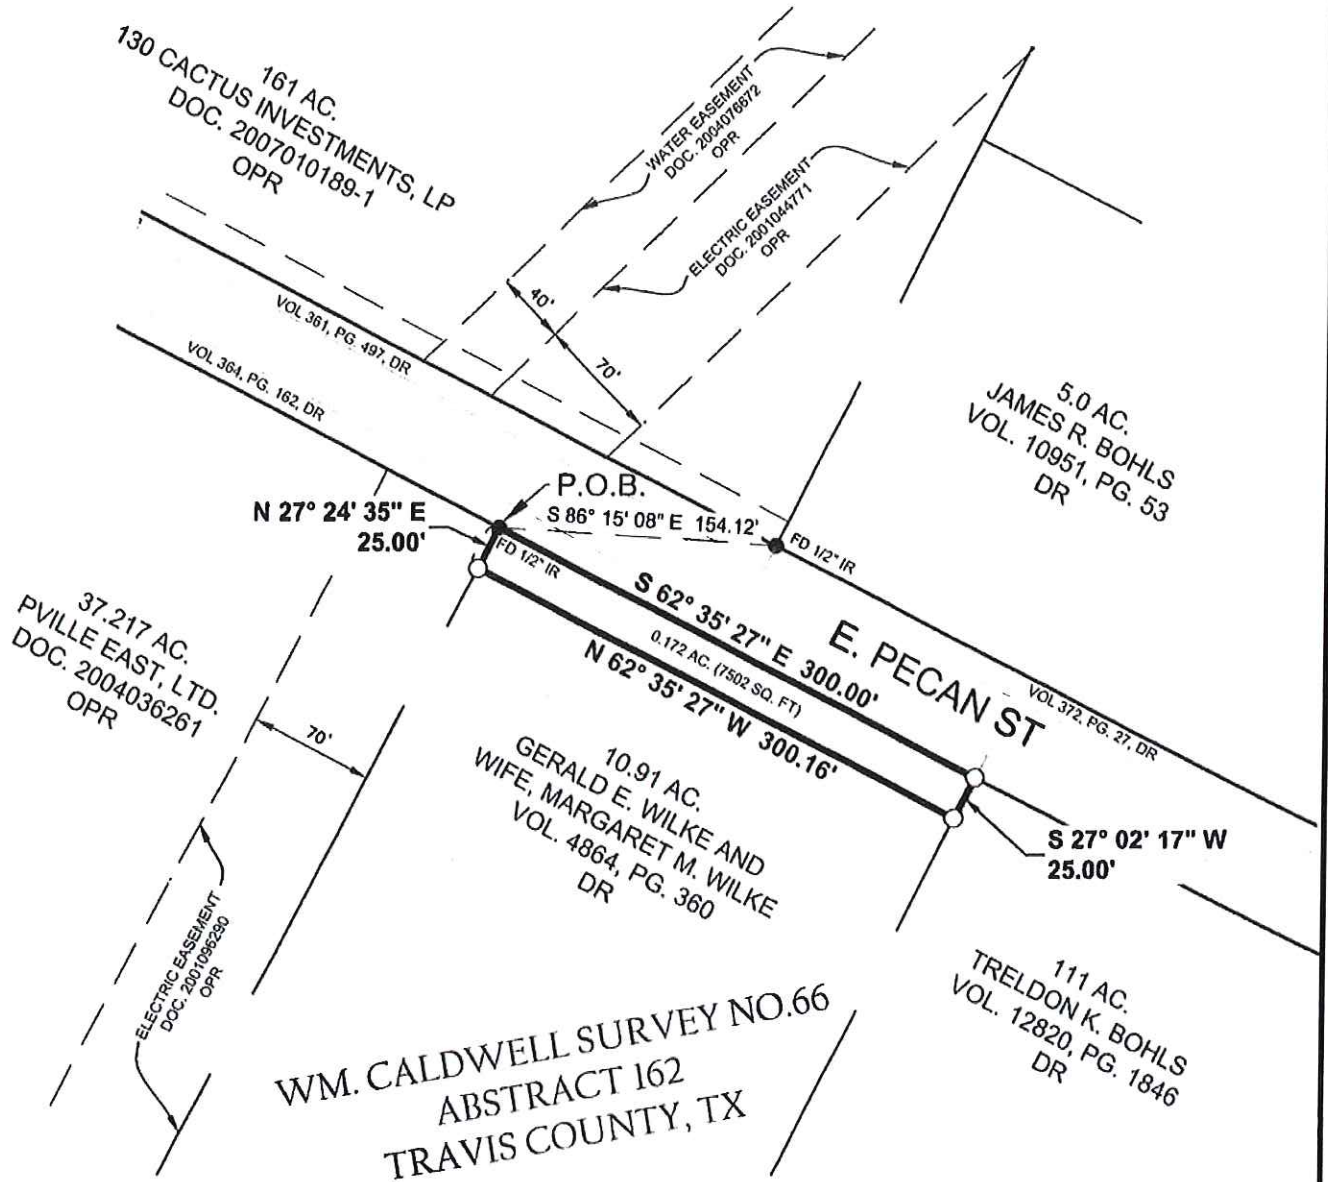 161 AC.
130 CACTUS INVESTMENTS, LP
DOC. 2007010189-1
OPR
WATER EASEMENT
DOC. 2004076672
OPR
ELECTRIC EASEMENT
DOC. 2001044771
OPR
40'
70'
VOL 361, PG. 497, DR
VOL 364, PG. 162, DR
5.0 AC.
JAMES R. BOHLS
VOL. 10951, PG. 53
DR
P.O.B.
S 86° 15' 08" E 154.12'
N 27° 24' 35" E
25.00'
FD 1/2" IR
FD 1/2" IR
S 62° 35' 27" E 300.00'
0.172 AC. (7502 SQ. FT)
N 62° 35' 27" W 300.16'
E. PECAN ST
VOL 372, PG. 27, DR
37.217 AC.
PVILLE EAST, LTD.
DOC. 2004036261
OPR
70'
10.91 AC.
GERALD E. WILKE AND
WIFE, MARGARET M. WILKE
VOL. 4864, PG. 360
DR
S 27° 02' 17" W
25.00'
ELECTRIC EASEMENT
DOC. 2001096290
OPR
111 AC.
TRELDON K. BOHLS
VOL. 12820, PG. 1846
DR
WM. CALDWELL SURVEY NO.66
ABSTRACT 162
TRAVIS COUNTY, TX